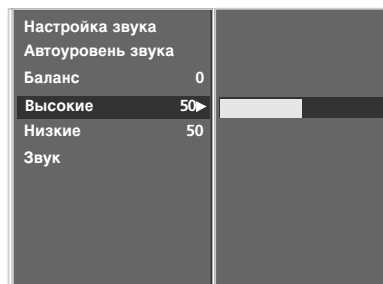 Настройка звука
Автоуровень звука
Баланс 0
Высокие 50►
Низкие 50
Звук